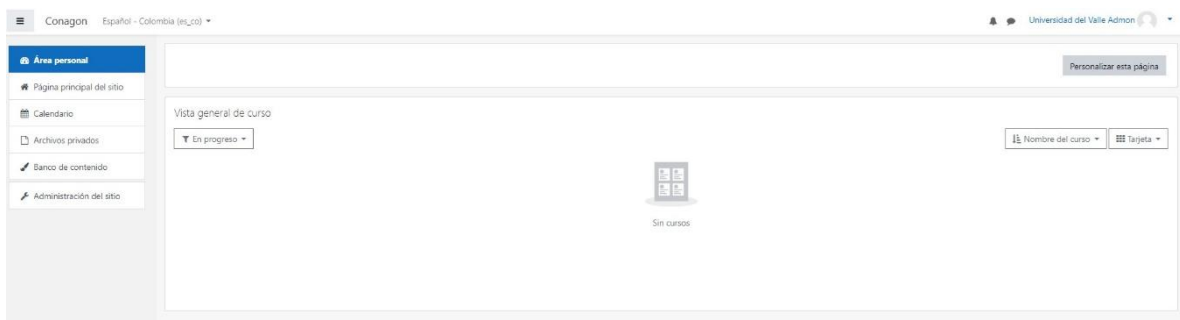 Conagon Español - Colombia (es_co)
Universidad del Valle Admon
Área personal
Página principal del sitio
Calendario
Archivos privados
Banco de contenido
Administración del sitio
Personalizar esta página
Vista general de curso
En progreso
Nombre del curso
Tarjeta
Sin cursos